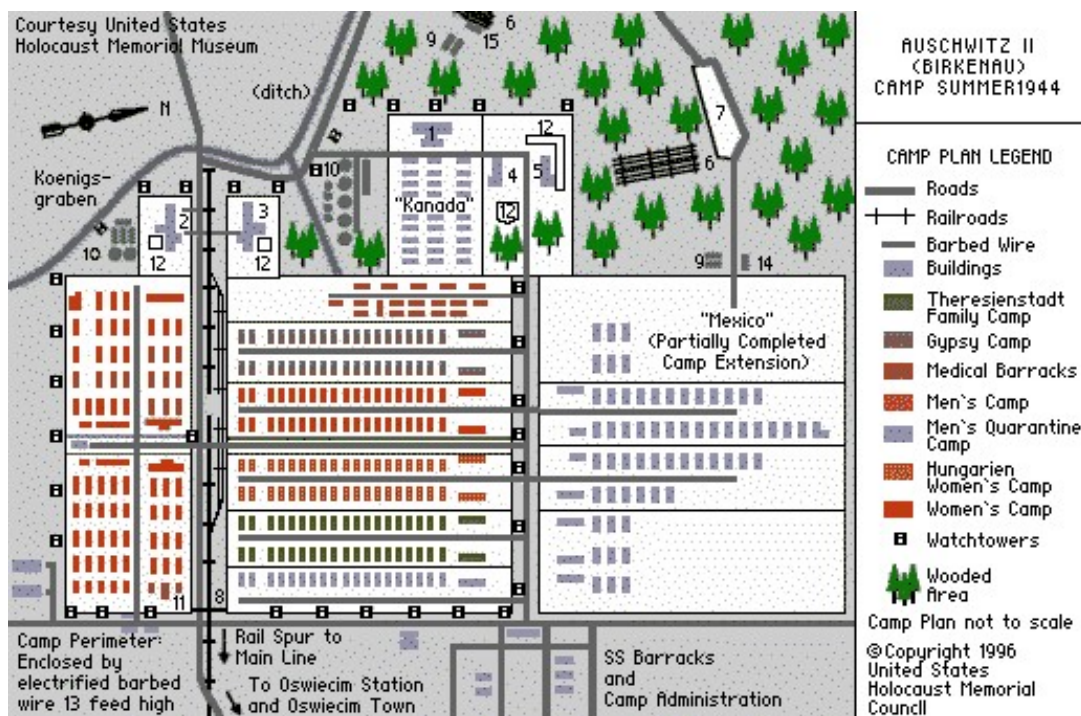 Courtesy United States
Holocaust Memorial Museum
6
9
15
(ditch)
N
7
1
12
Koenigs-
graben
10
"Kanada"
4
5
6
2
3
12
10
12
12
9
14
"Mexico"
(Partially Completed
Camp Extension)
11
8
Camp Perimeter:
Enclosed by
electrified barbed
wire 13 feed high
Rail Spur to
Main Line
To Oswiecim Station
and Oswiecim Town
SS Barracks
and
Camp Administration
AUSCHWITZ II
(BIRKENAU)
CAMP SUMMER1944
CAMP PLAN LEGEND
Roads
Railroads
Barbed Wire
Buildings
Theresienstadt
Family Camp
Gypsy Camp
Medical Barracks
Men`s Camp
Men`s Quarantine
Camp
Hungarien
Women`s Camp
Women`s Camp
Watchtowers
Wooded
Area
Camp Plan not to scale
©Copyright 1996
United States
Holocaust Memorial
Council